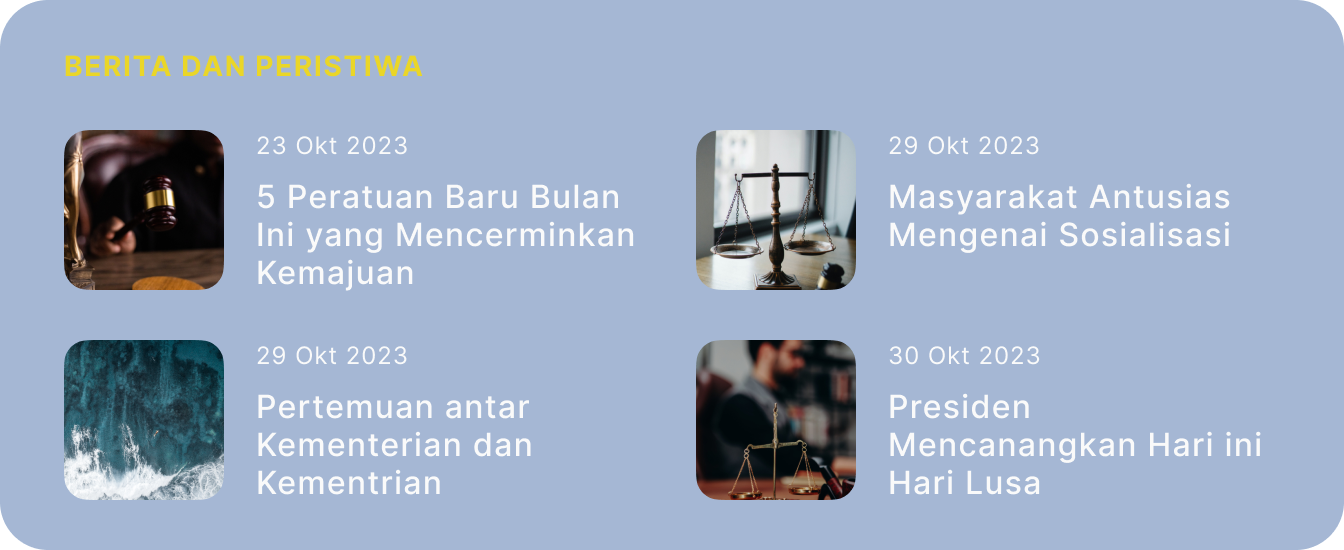 BERITA DAN PERISTIWA
23 Okt 2023
5 Peratuan Baru Bulan
Ini yang Mencerminkan
Kemajuan
29 Okt 2023
Masyarakat Antusias
Mengenai Sosialisasi
29 Okt 2023
Pertemuan antar
Kementerian dan
Kementrian
30 Okt 2023
Presiden
Mencanangkan Hari ini
Hari Lusa